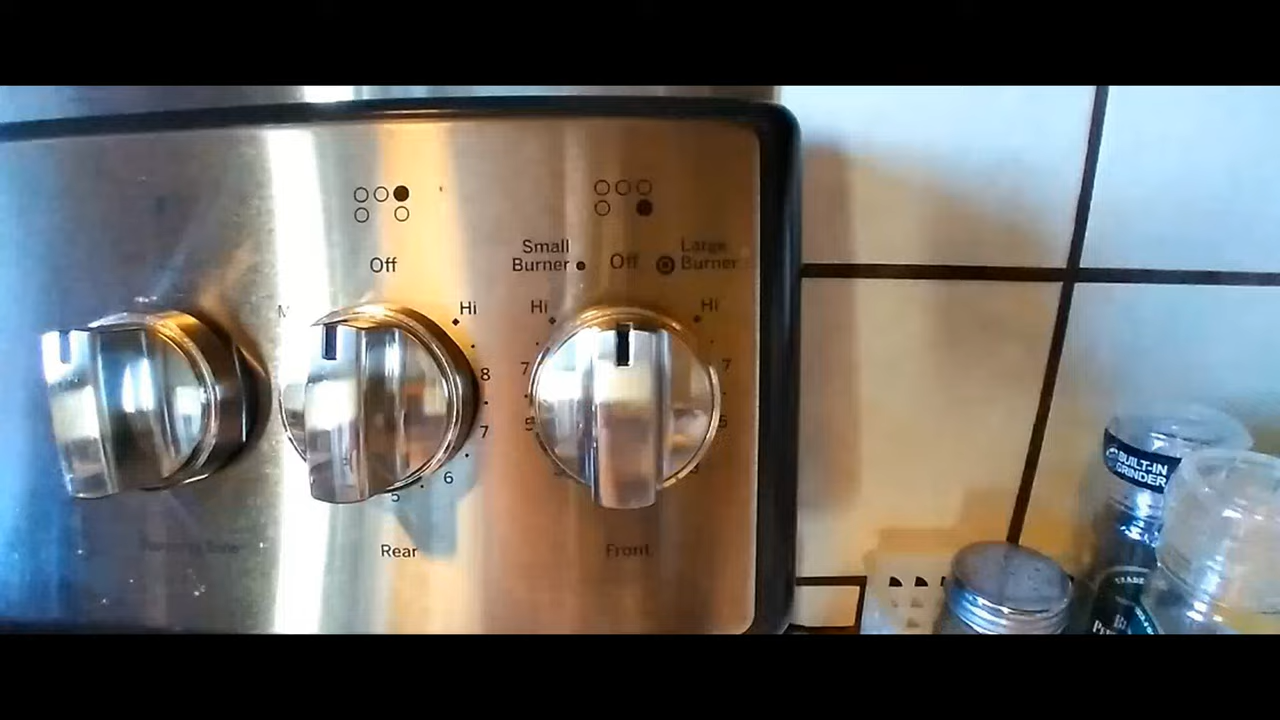 Off
Hi
8
7
6
5
Rear
Small
Burner
Off
Large
Burner
Hi
Hi
7
7
5
5
Front
BUILT-IN
GRINDER
TRADE